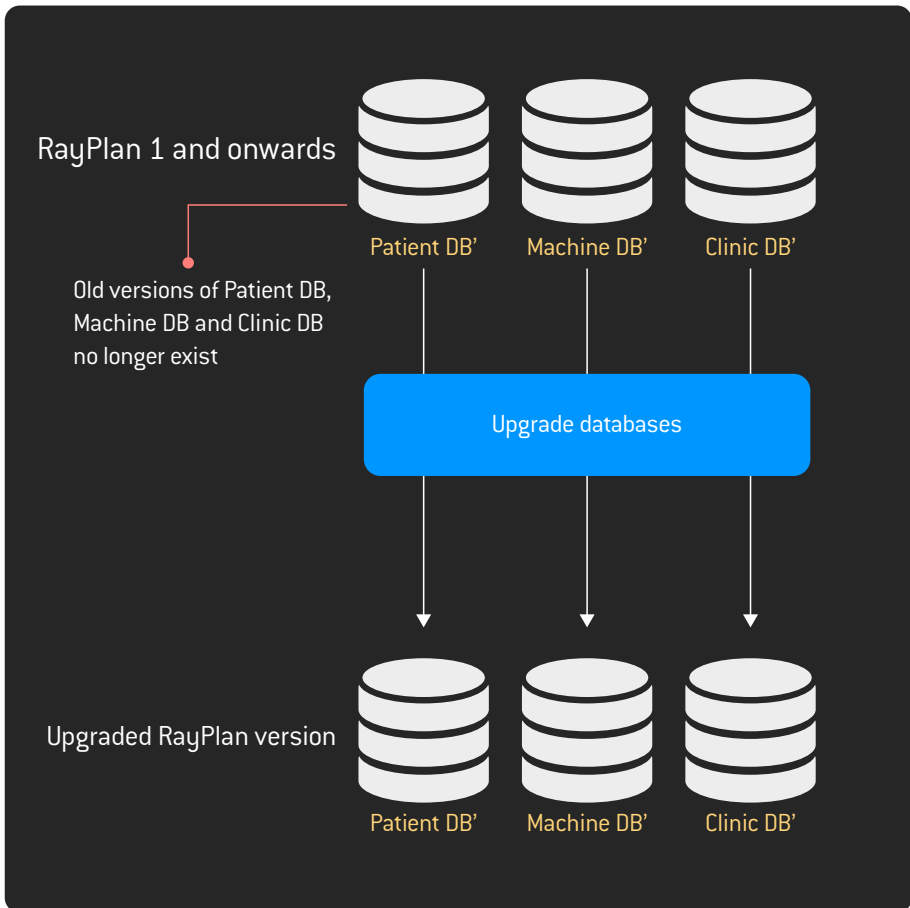 RayPlan 1 and onwards
Patient DB’
Machine DB’
Clinic DB’
Old versions of Patient DB,
Machine DB and Clinic DB
no longer exist
Upgrade databases
Upgraded RayPlan version
Patient DB’
Machine DB’
Clinic DB’